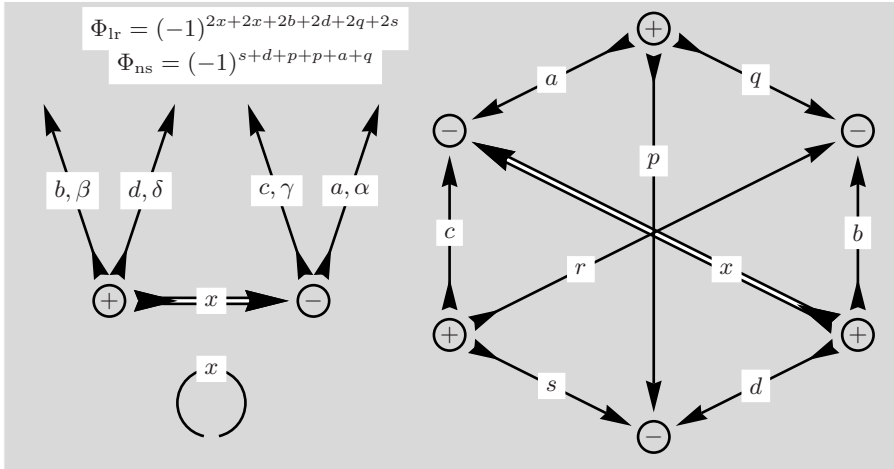 Φ_lr = (−1)^{2x+2x+2b+2d+2q+2s}
Φ_ns = (−1)^{s+d+p+p+a+q}
b, β
d, δ
c, γ
a, α
+
x
−
x
+
a
q
−
−
p
c
b
r
x
+
+
s
d
−